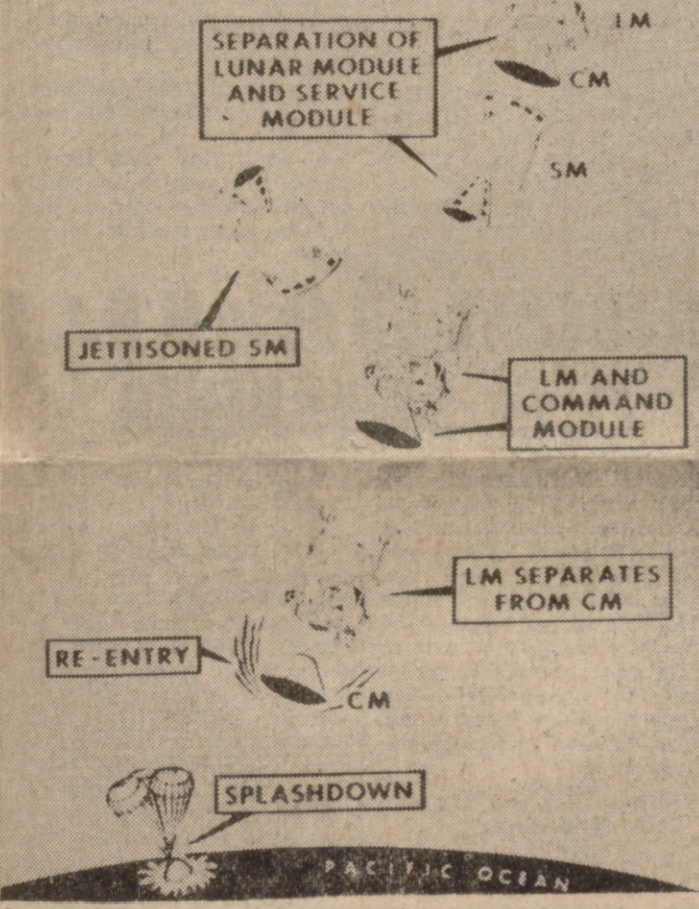 SEPARATION OF
LUNAR MODULE
AND SERVICE
MODULE
LM
CM
SM
JETTISONED SM
LM AND
COMMAND
MODULE
LM SEPARATES
FROM CM
RE-ENTRY
CM
SPLASHDOWN
PACIFIC OCEAN